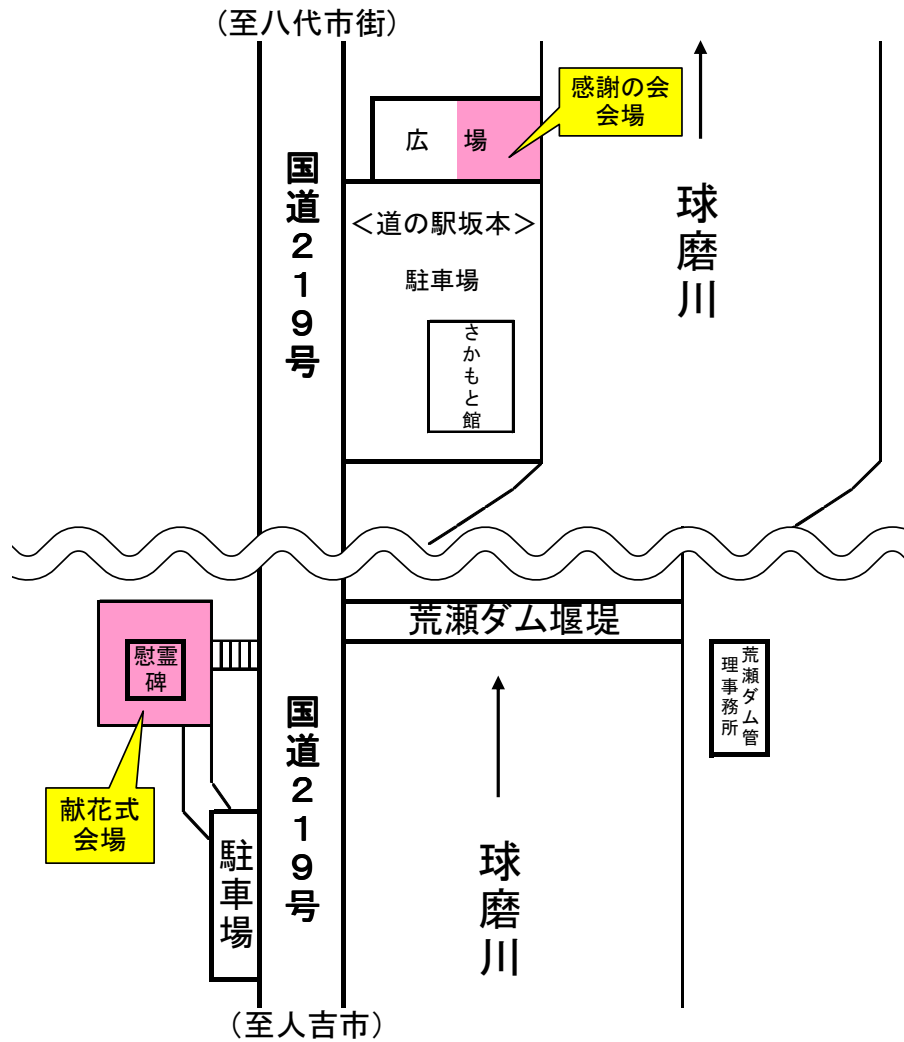 （至八代市街）
感謝の会
会場
広　場
国道２１９号
＜道の駅坂本＞
駐車場
さかもと館
球磨川
荒瀬ダム堰堤
慰霊
碑
荒瀬ダム管
理事務所
国道２１９号
献花式
会場
駐車場
球磨川
（至人吉市）